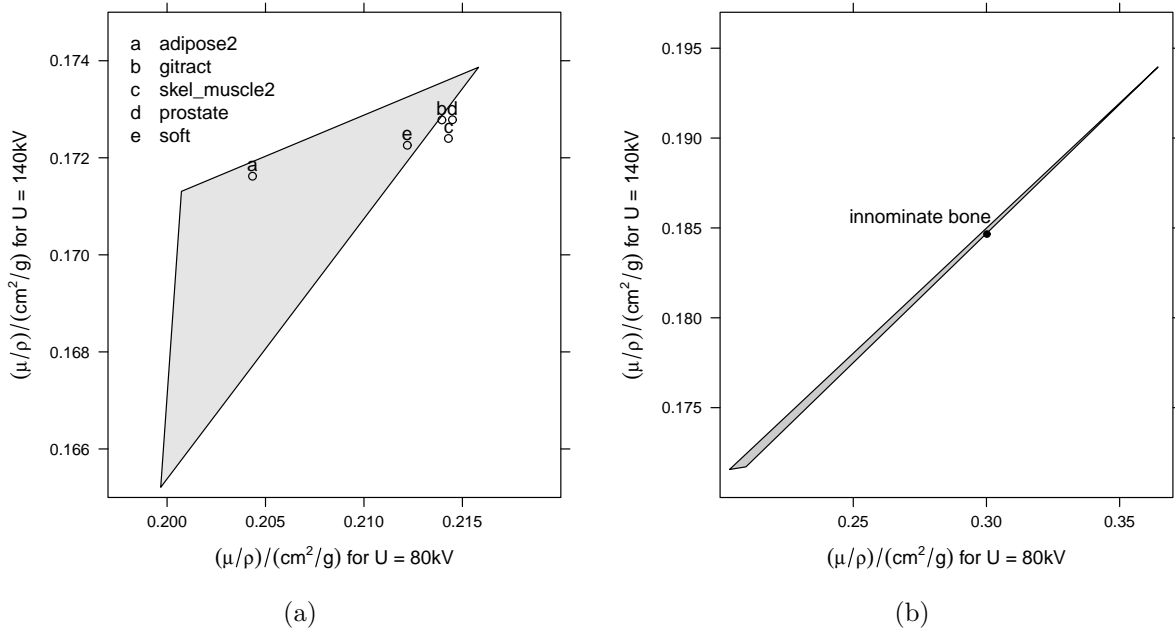 a adipose2
b gitract
c skel_muscle2
d prostate
e soft
a
e
bd
c
0.174
0.172
0.170
0.168
0.166
0.200 0.205 0.210 0.215
(μ/ρ)/(cm²/g) for U = 140kV
(μ/ρ)/(cm²/g) for U = 80kV
(a)
innominate bone
0.195
0.190
0.185
0.180
0.175
0.25 0.30 0.35
(μ/ρ)/(cm²/g) for U = 140kV
(μ/ρ)/(cm²/g) for U = 80kV
(b)